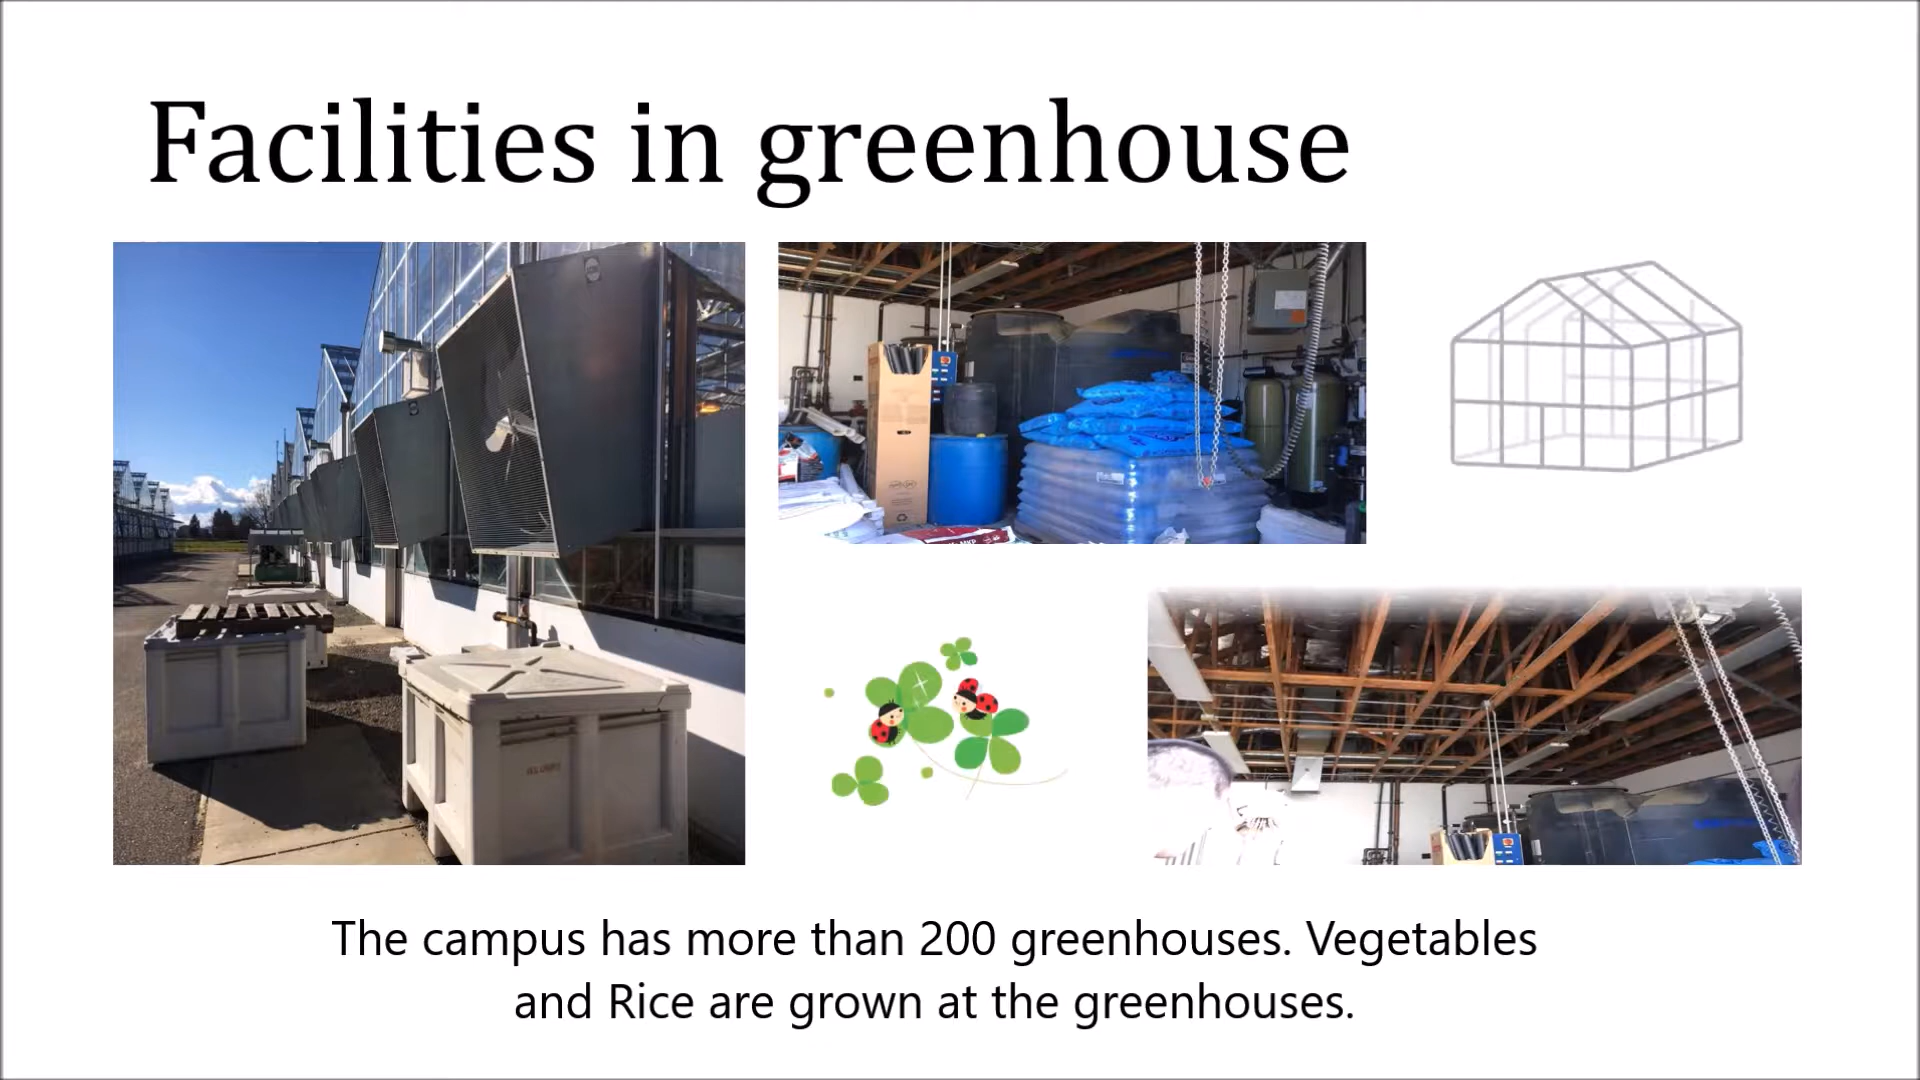 Facilities in greenhouse
The campus has more than 200 greenhouses. Vegetables
and Rice are grown at the greenhouses.